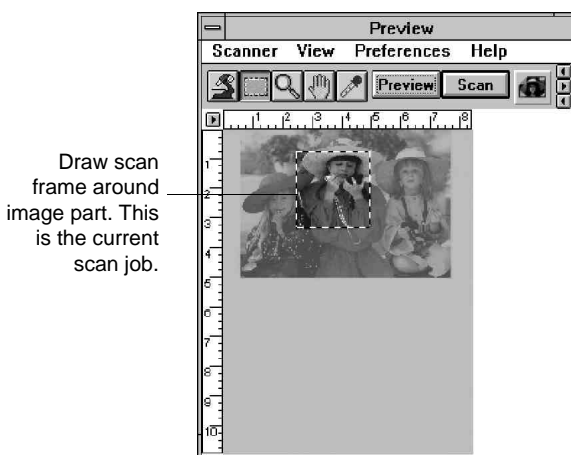 Preview
Scanner View Preferences Help
Preview Scan
1 2 3 4 5 6 7 8
Draw scan
frame around
image part. This
is the current
scan job.
1
2
3
4
5
6
7
8
9
10